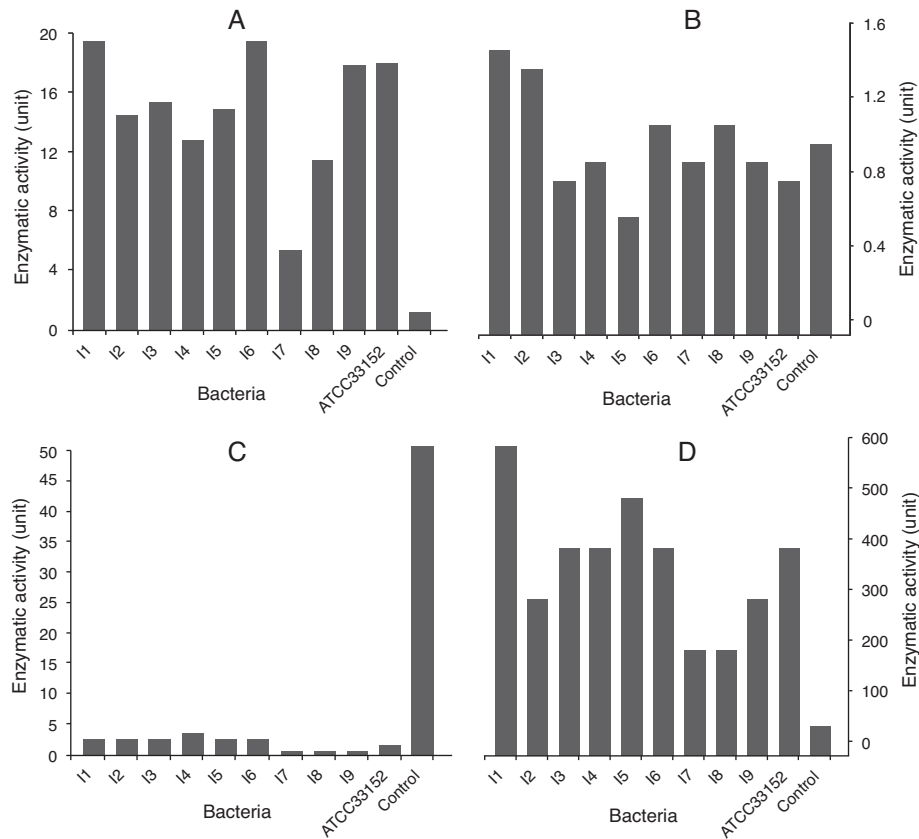 A
Enzymatic activity (unit)
20
16
12
8
4
0
I1 I2 I3 I4 I5 I6 I7 I8 I9 ATCC33152 Control
Bacteria
B
1.6
1.2
0.8
0.4
0
Enzymatic activity (unit)
I1 I2 I3 I4 I5 I6 I7 I8 I9 ATCC33152 Control
Bacteria
C
Enzymatic activity (unit)
50
45
40
35
30
25
20
15
10
5
0
I1 I2 I3 I4 I5 I6 I7 I8 I9 ATCC33152 Control
Bacteria
D
600
500
400
300
200
100
0
Enzymatic activity (unit)
I1 I2 I3 I4 I5 I6 I7 I8 I9 ATCC33152 Control
Bacteria